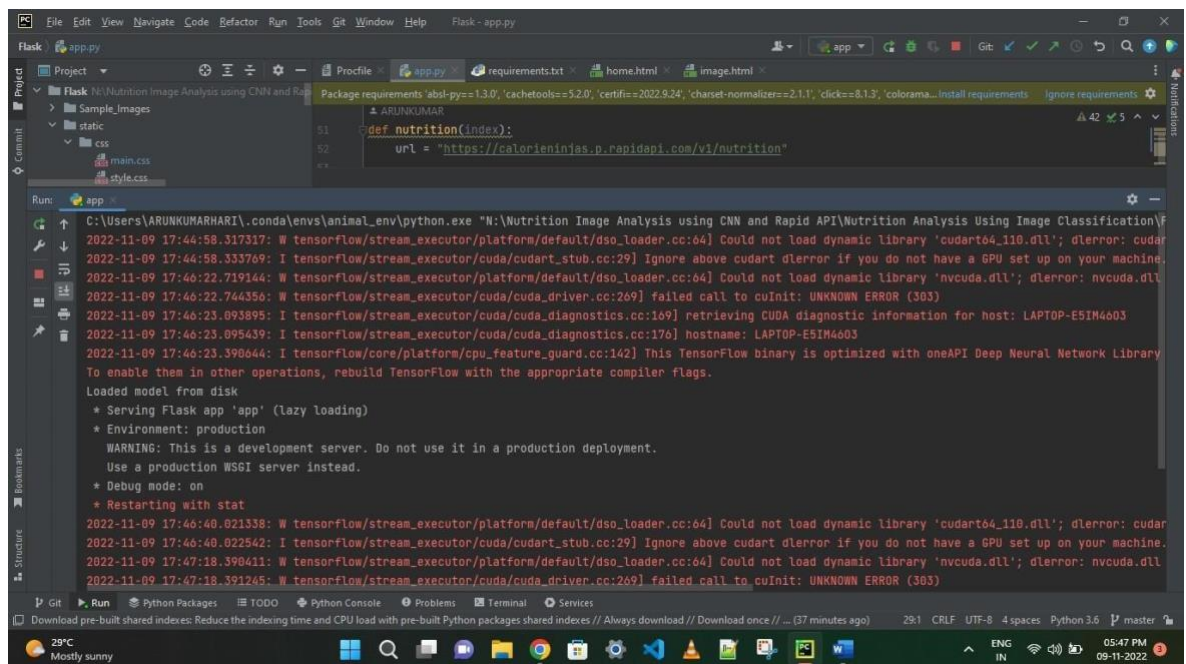 File Edit View Navigate Code Refactor Run Tools Git Window Help Flask - app.py
Flask app.py app Git:
Project Procfile app.py requirements.txt home.html image.html
Flask N:\Nutrition Image Analysis using CNN and Rap
Package requirements 'absl-py==1.3.0', 'cachetools==5.2.0', 'certifi==2022.9.24', 'charset-normalizer==2.1.1', 'click==8.1.3', 'colorama... Install requirements Ignore requirements
Sample_Images
static
css
main.css
style.css
ARUNKUMAR
42 5
51 def nutrition(index):
52 url = "https://calorieninjas.p.rapidapi.com/v1/nutrition"
Run: app
C:\Users\ARUNKUMARHARI\.conda\envs\animal_env\python.exe "N:\Nutrition Image Analysis using CNN and Rapid API\Nutrition Analysis Using Image Classification\F
2022-11-09 17:44:58.317317: W tensorflow/stream_executor/platform/default/dso_loader.cc:64] Could not load dynamic library 'cudart64_110.dll'; dlerror: cudar
2022-11-09 17:44:58.333769: I tensorflow/stream_executor/cuda/cudart_stub.cc:29] Ignore above cudart dlerror if you do not have a GPU set up on your machine.
2022-11-09 17:46:22.719144: W tensorflow/stream_executor/platform/default/dso_loader.cc:64] Could not load dynamic library 'nvcuda.dll'; dlerror: nvcuda.dll
2022-11-09 17:46:22.744356: W tensorflow/stream_executor/cuda/cuda_driver.cc:269] failed call to cuInit: UNKNOWN ERROR (303)
2022-11-09 17:46:23.093895: I tensorflow/stream_executor/cuda/cuda_diagnostics.cc:169] retrieving CUDA diagnostic information for host: LAPTOP-E5IM4603
2022-11-09 17:46:23.095439: I tensorflow/stream_executor/cuda/cuda_diagnostics.cc:176] hostname: LAPTOP-E5IM4603
2022-11-09 17:46:23.390644: I tensorflow/core/platform/cpu_feature_guard.cc:142] This TensorFlow binary is optimized with oneAPI Deep Neural Network Library
To enable them in other operations, rebuild TensorFlow with the appropriate compiler flags.
Loaded model from disk
* Serving Flask app 'app' (lazy loading)
* Environment: production
WARNING: This is a development server. Do not use it in a production deployment.
Use a production WSGI server instead.
* Debug mode: on
* Restarting with stat
2022-11-09 17:46:40.021338: W tensorflow/stream_executor/platform/default/dso_loader.cc:64] Could not load dynamic library 'cudart64_110.dll'; dlerror: cudar
2022-11-09 17:46:40.022542: I tensorflow/stream_executor/cuda/cudart_stub.cc:29] Ignore above cudart dlerror if you do not have a GPU set up on your machine.
2022-11-09 17:47:18.390411: W tensorflow/stream_executor/platform/default/dso_loader.cc:64] Could not load dynamic library 'nvcuda.dll'; dlerror: nvcuda.dll
2022-11-09 17:47:18.391245: W tensorflow/stream_executor/cuda/cuda_driver.cc:269] failed call to cuInit: UNKNOWN ERROR (303)
Project
Commit
Bookmarks
Structure
Notifications
Git Run Python Packages TODO Python Console Problems Terminal Services
Download pre-built shared indexes: Reduce the indexing time and CPU load with pre-built Python packages shared indexes // Always download // Download once // ... (37 minutes ago) 29:1 CRLF UTF-8 4 spaces Python 3.6 master
29°C
Mostly sunny
ENG
IN
05:47 PM
09-11-2022
3